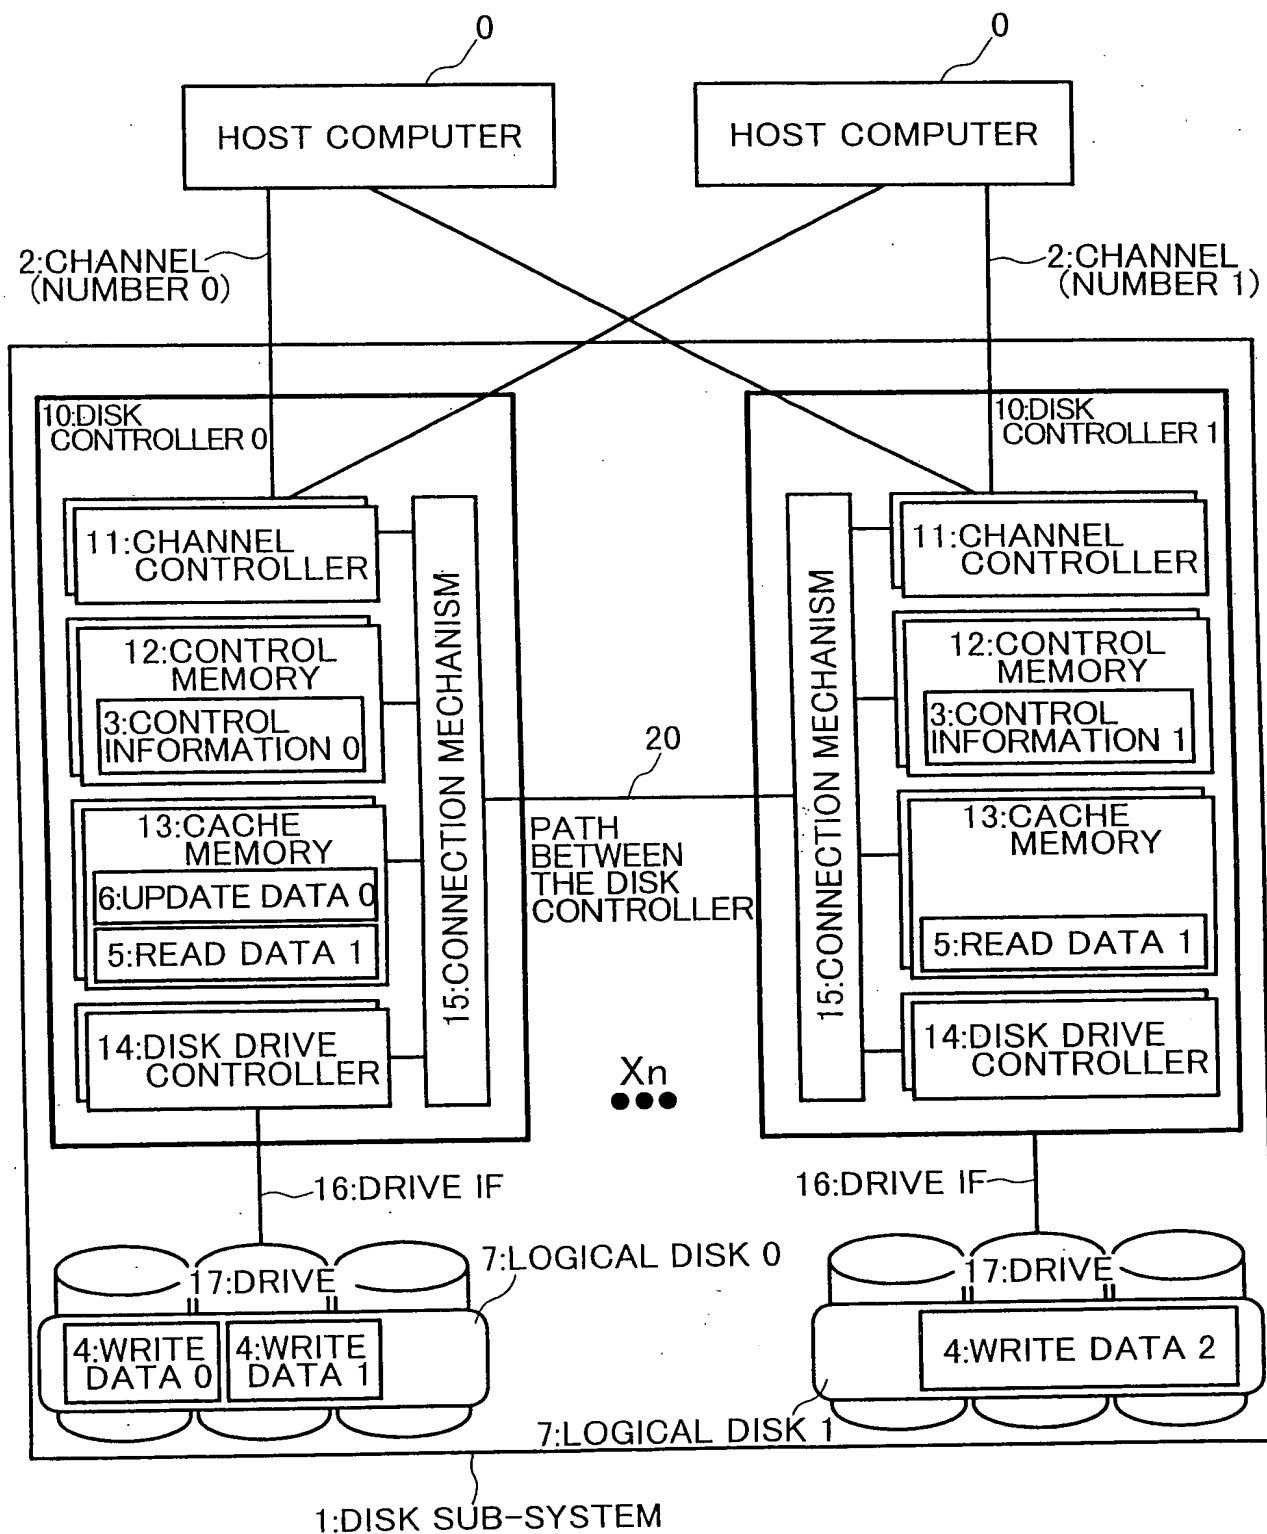 0
0
HOST COMPUTER
HOST COMPUTER
2:CHANNEL
(NUMBER 0)
2:CHANNEL
(NUMBER 1)
10:DISK
CONTROLLER 0
10:DISK
CONTROLLER 1
11:CHANNEL
CONTROLLER
12:CONTROL
MEMORY
3:CONTROL
INFORMATION 0
13:CACHE
MEMORY
6:UPDATE DATA 0
5:READ DATA 1
14:DISK DRIVE
CONTROLLER
15:CONNECTION MECHANISM
20
PATH
BETWEEN
THE DISK
CONTROLLER
Xn
15:CONNECTION MECHANISM
11:CHANNEL
CONTROLLER
12:CONTROL
MEMORY
3:CONTROL
INFORMATION 1
13:CACHE
MEMORY
5:READ DATA 1
14:DISK DRIVE
CONTROLLER
16:DRIVE IF
16:DRIVE IF
17:DRIVE
7:LOGICAL DISK 0
17:DRIVE
4:WRITE
DATA 0
4:WRITE
DATA 1
4:WRITE DATA 2
7:LOGICAL DISK 1
1:DISK SUB-SYSTEM